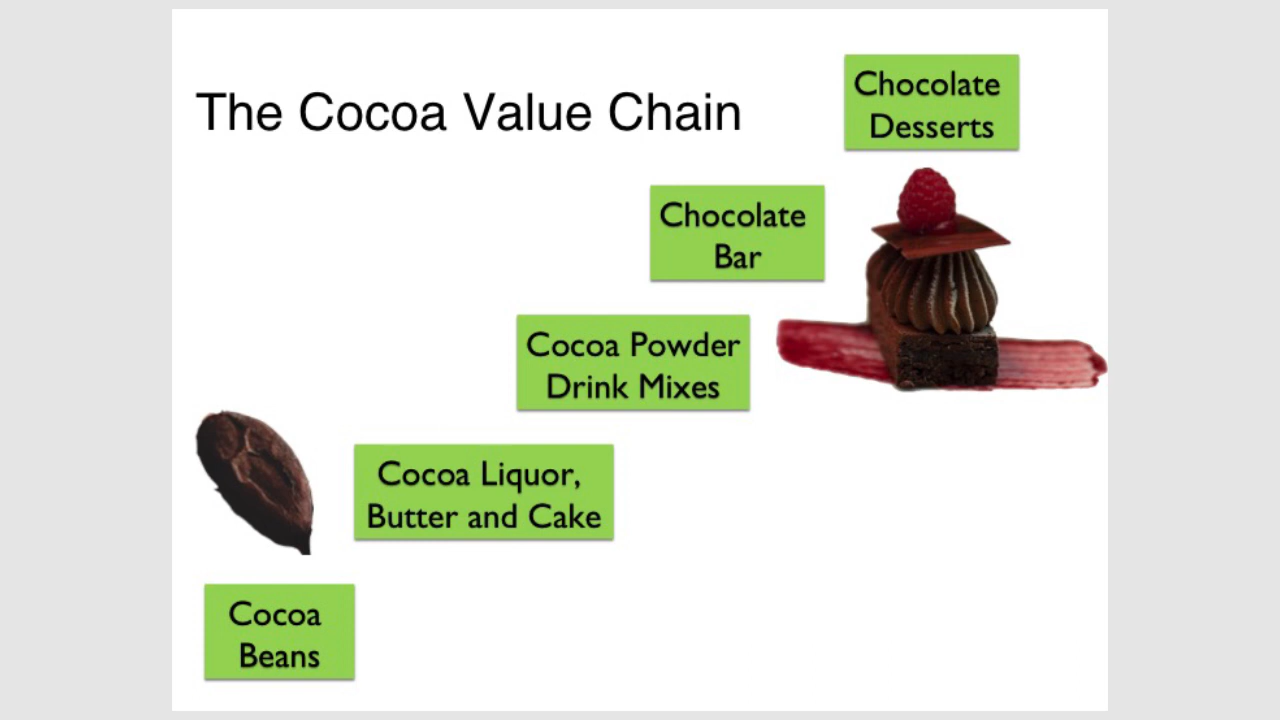 The Cocoa Value Chain
Chocolate
Desserts
Chocolate
Bar
Cocoa Powder
Drink Mixes
Cocoa Liquor,
Butter and Cake
Cocoa
Beans